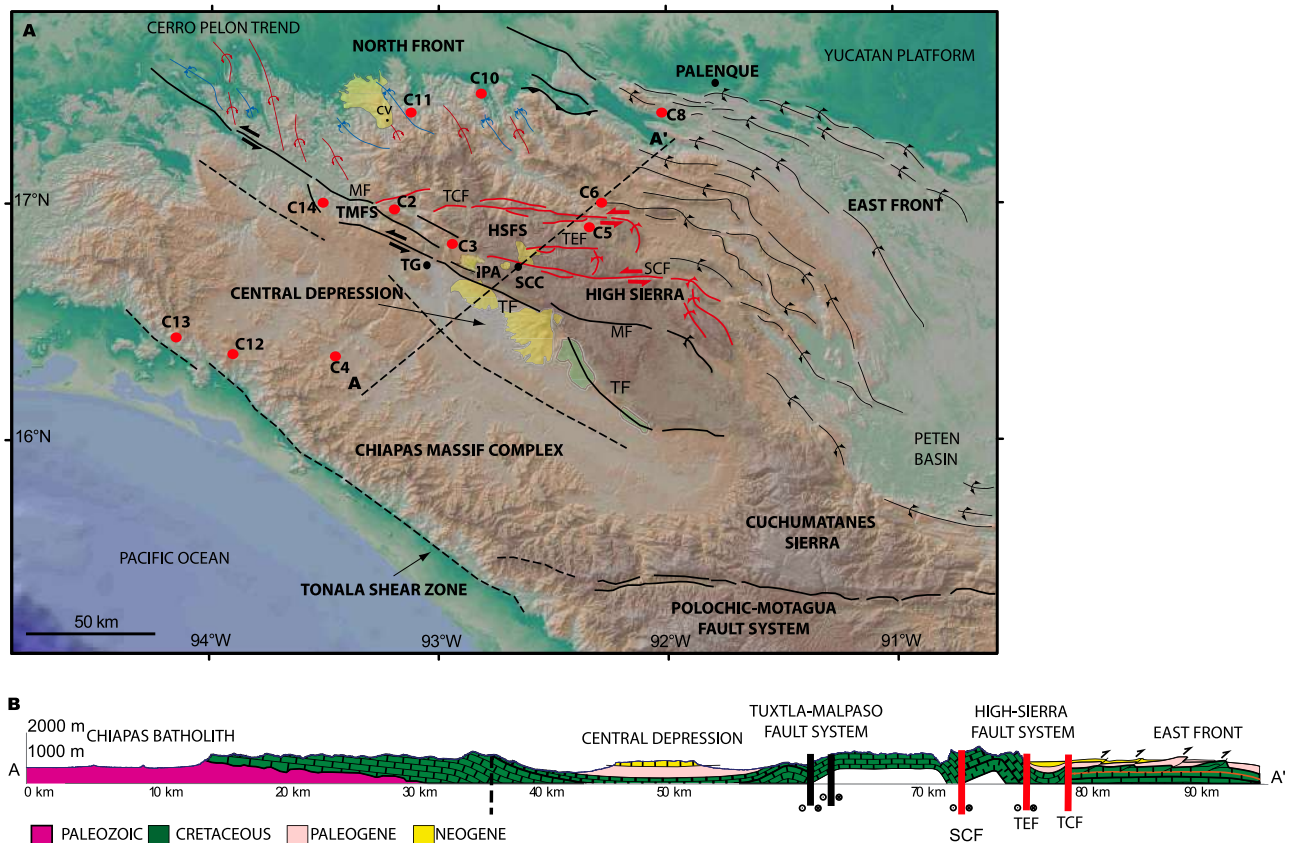 A
CERRO PELON TREND
NORTH FRONT
YUCATAN PLATFORM
PALENQUE
C10
C11
CV
C8
A'
17°N
MF
C2
TCF
C6
EAST FRONT
C14
TMFS
HSFS
C5
C3
TEF
TG
IPA
SCC
SCF
CENTRAL DEPRESSION
HIGH SIERRA
TF
C13
MF
C12
C4
A
TF
16°N
CHIAPAS MASSIF COMPLEX
PETEN
BASIN
CUCHUMATANES
SIERRA
PACIFIC OCEAN
TONALA SHEAR ZONE
POLOCHIC-MOTAGUA
FAULT SYSTEM
50 km
94°W
93°W
92°W
91°W
B
2000 m
1000 m
CHIAPAS BATHOLITH
CENTRAL DEPRESSION
TUXTLA-MALPASO
FAULT SYSTEM
HIGH-SIERRA
FAULT SYSTEM
EAST FRONT
A
A'
0 km
10 km
20 km
30 km
40 km
50 km
60 km
70 km
80 km
90 km
SCF
TEF
TCF
PALEOZOIC
CRETACEOUS
PALEOGENE
NEOGENE